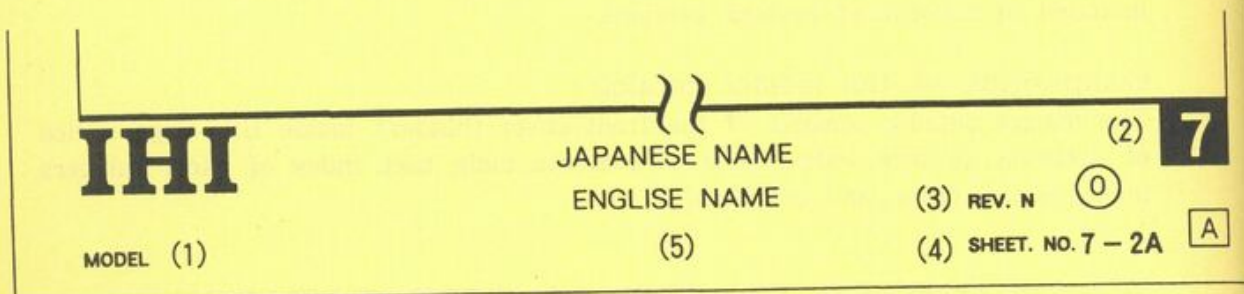 (2) 7
IHI JAPANESE NAME
ENGLISE NAME (3) REV. N 0
MODEL (1) (5) (4) SHEET. NO. 7 - 2A A